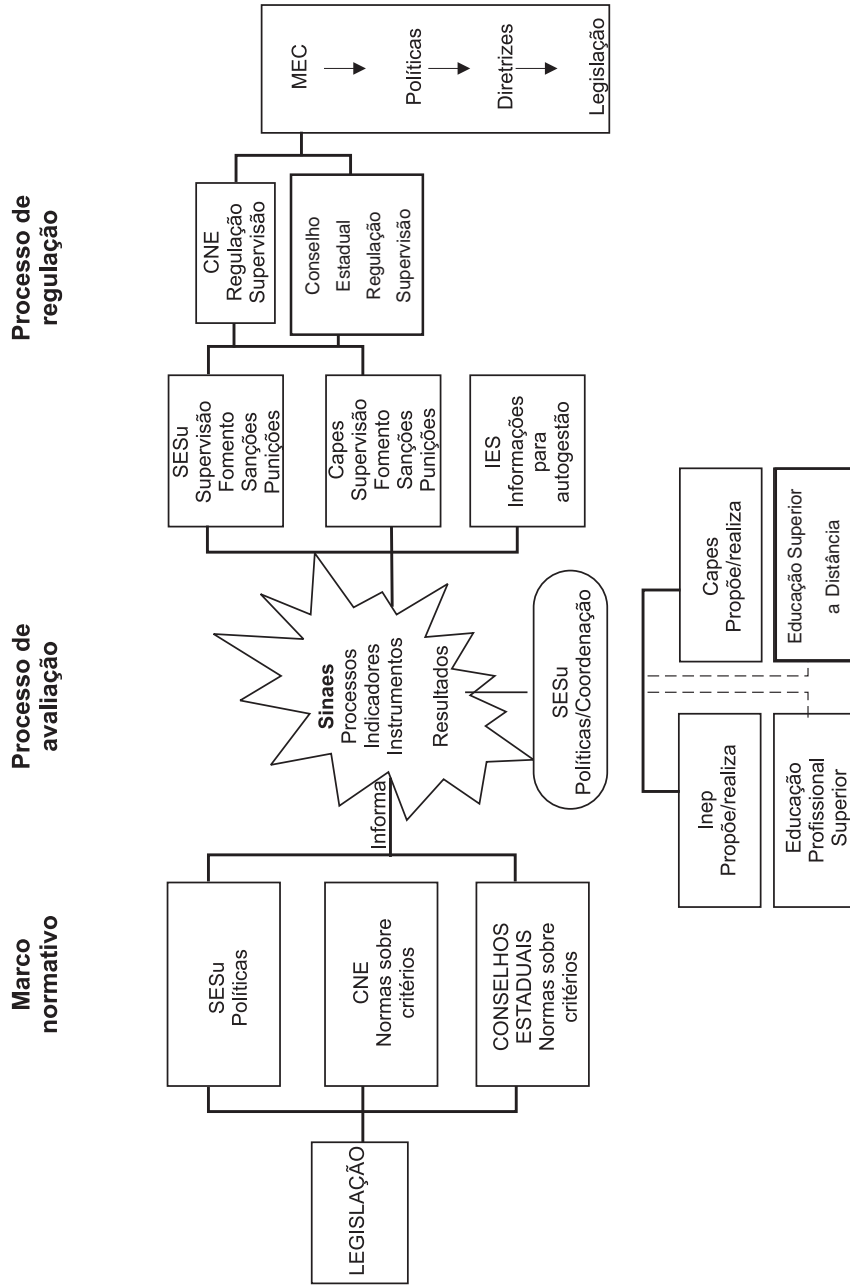 Marco
normativo
Processo de
avaliação
Processo de
regulação
LEGISLAÇÃO
SESu
Políticas
CNE
Normas sobre
critérios
CONSELHOS
ESTADUAIS
Normas sobre
critérios
Informa
Sinaes
Processos
Indicadores
Instrumentos
Resultados
SESu
Políticas/Coordenação
Inep
Propõe/realiza
Capes
Propõe/realiza
Educação
Profissional
Superior
Educação Superior
a Distância
SESu
Supervisão
Fomento
Sanções
Punições
Capes
Supervisão
Fomento
Sanções
Punições
IES
Informações
para
autogestão
CNE
Regulação
Supervisão
Conselho
Estadual
Regulação
Supervisão
MEC
Políticas
Diretrizes
Legislação